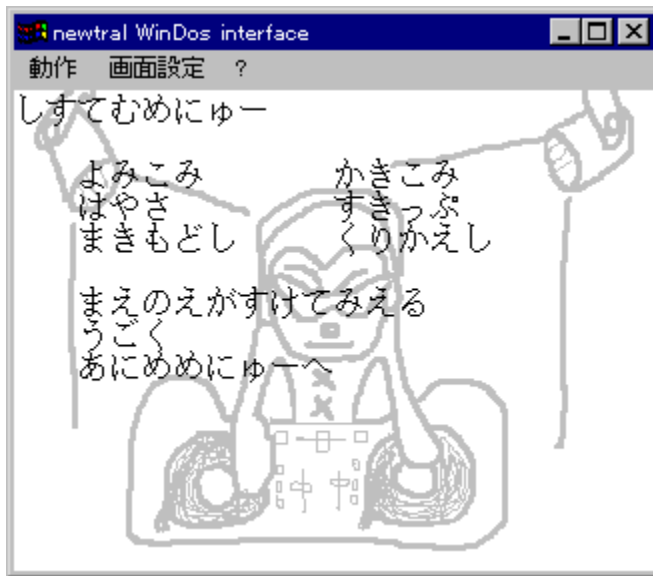 newtral WinDos interface
動作 画面設定 ?
しすてむめにゅー
よみこみ かきこみ
はやさ すきっぷ
まきもどし くりかえし
まえのえがすけてみえる
うごく
あにめめにゅーへ